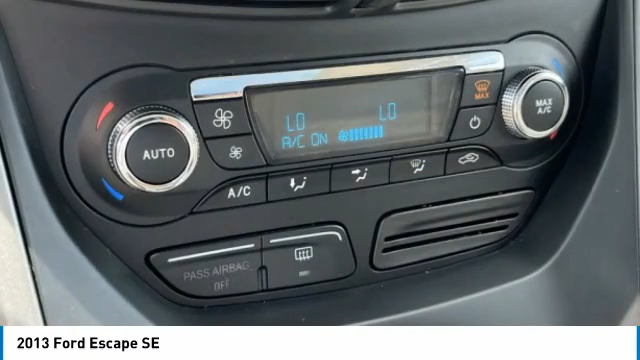 MAX
LO LO
A/C ON
AUTO
MAX
A/C
A/C
PASS AIRBAG
OFF
2013 Ford Escape SE